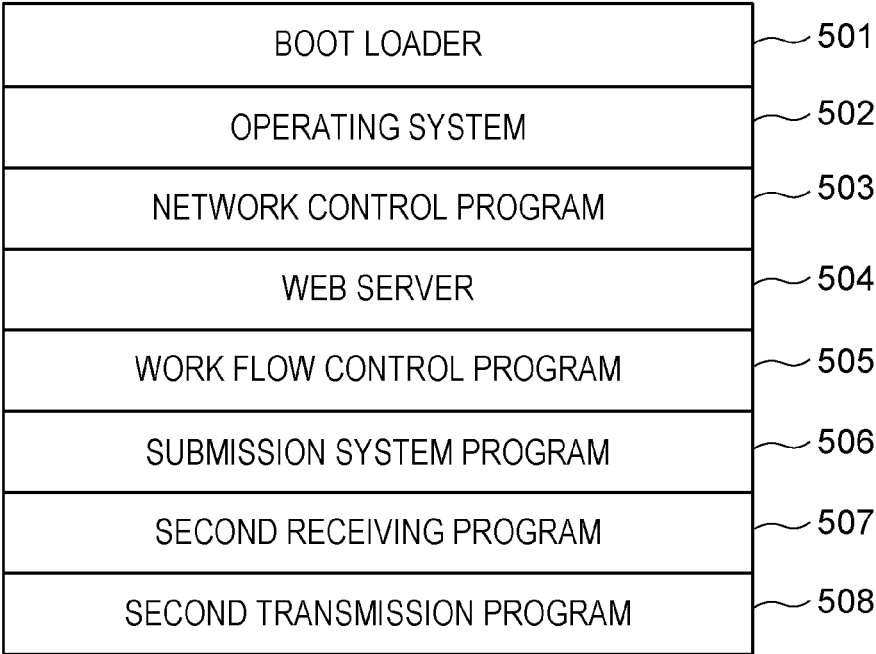 BOOT LOADER 501
OPERATING SYSTEM 502
NETWORK CONTROL PROGRAM 503
WEB SERVER 504
WORK FLOW CONTROL PROGRAM 505
SUBMISSION SYSTEM PROGRAM 506
SECOND RECEIVING PROGRAM 507
SECOND TRANSMISSION PROGRAM 508